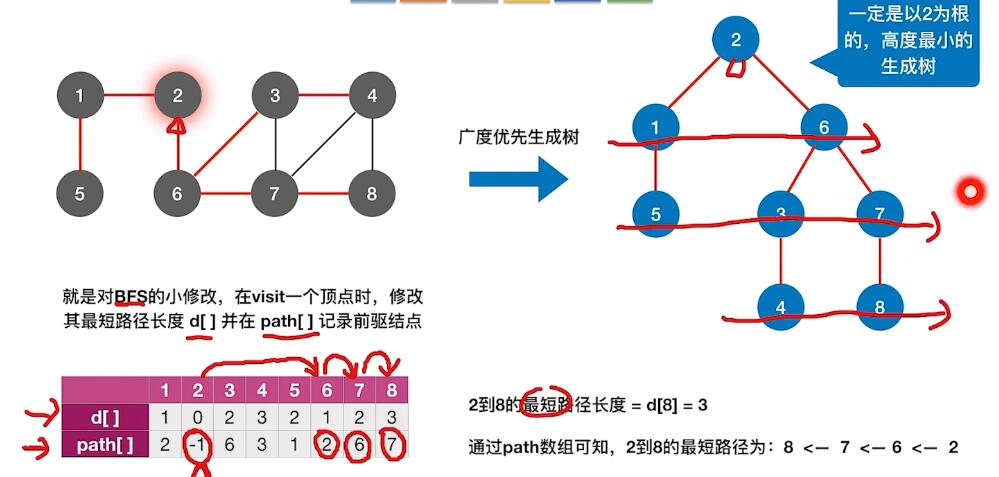 一定是以2为根
的，高度最小的
生成树
1
2
3
4
5
6
7
8
广度优先生成树
2
1
6
5
3
7
4
8
就是对BFS的小修改，在visit一个顶点时，修改
其最短路径长度 d[ ] 并在 path[ ] 记录前驱结点
1 2 3 4 5 6 7 8
d[ ] 1 0 2 3 2 1 2 3
path[ ] 2 -1 6 3 1 2 6 7
2到8的最短路径长度 = d[8] = 3
通过path数组可知，2到8的最短路径为：8 <— 7 <— 6 <— 2